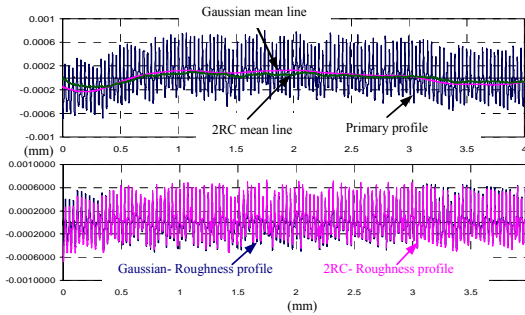 Gaussian mean line
0.001
0.0006
0.0002
-0.0002
-0.0006
-0.001
2RC mean line
Primary profile
0 0.5 1 1.5 2 2.5 3 3.5 4
(mm)
0.0010000
0.0006000
0.0002000
-0.0002000
-0.0006000
-0.0010000
Gaussian- Roughness profile
2RC- Roughness profile
0 0.5 1 1.5 2 2.5 3 3.5
(mm)